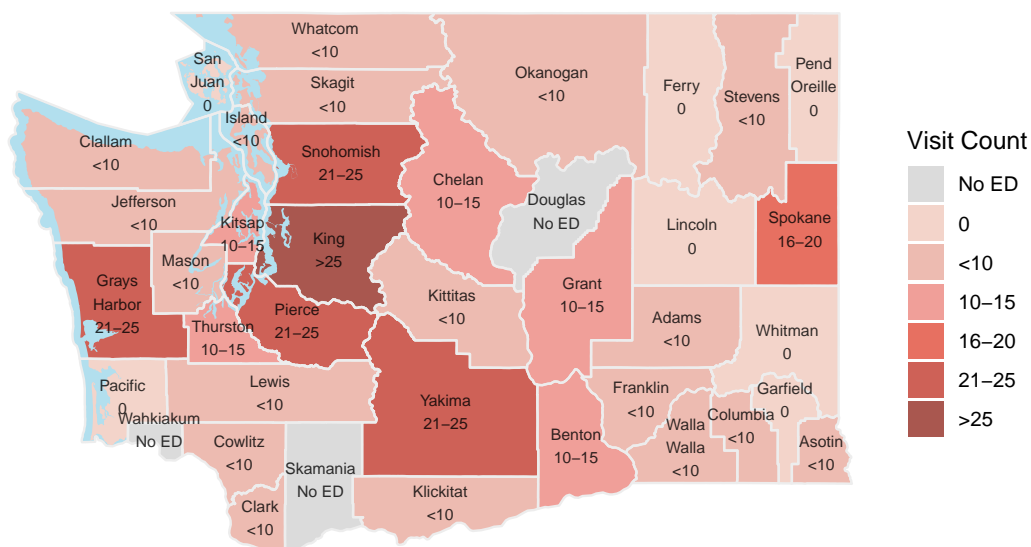 Whatcom
<10
San
Juan
0
Skagit
<10
Island
<10
Okanogan
<10
Ferry
0
Stevens
<10
Pend
Oreille
0
Clallam
<10
Snohomish
21–25
Chelan
10–15
Douglas
No ED
Jefferson
<10
Kitsap
10–15
King
>25
Lincoln
0
Spokane
16–20
Grays
Harbor
21–25
Mason
<10
Kittitas
<10
Grant
10–15
Thurston
10–15
Pierce
21–25
Adams
<10
Whitman
0
Pacific
0
Lewis
<10
Yakima
21–25
Franklin
<10
Garfield
0
Wahkiakum
No ED
Cowlitz
<10
Skamania
No ED
Benton
10–15
Walla
Walla
<10
Columbia
<10
Asotin
<10
Clark
<10
Klickitat
<10
Visit Count
No ED
0
<10
10–15
16–20
21–25
>25